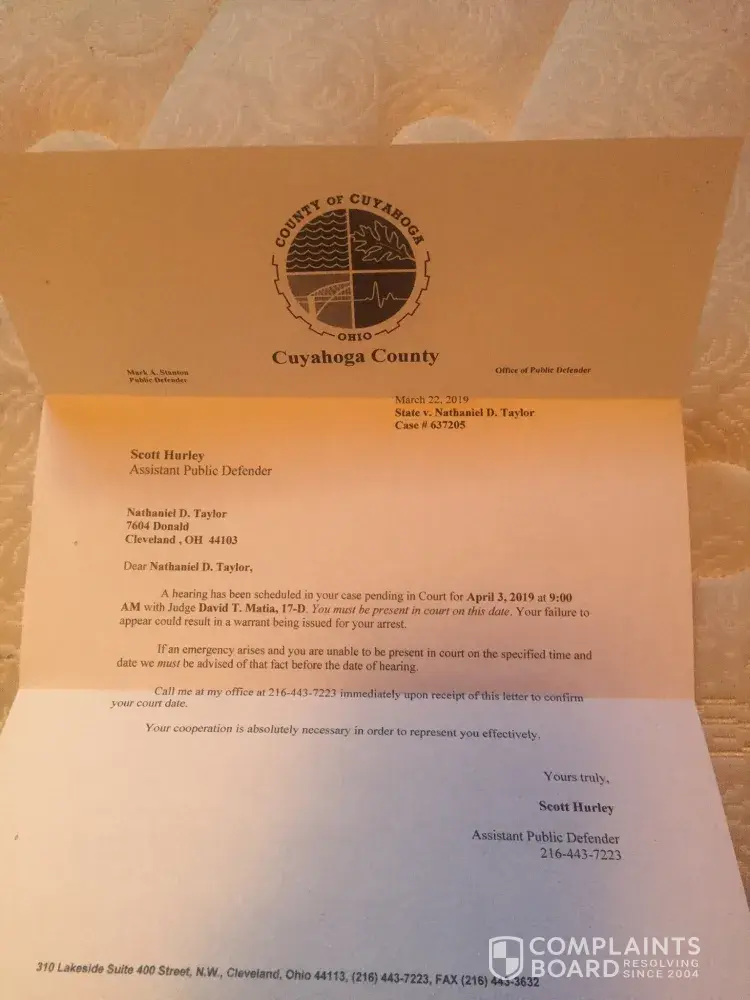 COUNTY OF CUYAHOGA
OHIO
Cuyahoga County
Mark A. Stanton
Public Defender
Office of Public Defender
March 22, 2019
State v. Nathaniel D. Taylor
Case # 637205
Scott Hurley
Assistant Public Defender
Nathaniel D. Taylor
7604 Donald
Cleveland , OH 44103
Dear Nathaniel D. Taylor,
A hearing has been scheduled in your case pending in Court for April 3, 2019 at 9:00
AM with Judge David T. Matia, 17-D. You must be present in court on this date. Your failure to
appear could result in a warrant being issued for your arrest.
If an emergency arises and you are unable to be present in court on the specified time and
date we must be advised of that fact before the date of hearing.
Call me at my office at 216-443-7223 immediately upon receipt of this letter to confirm
your court date.
Your cooperation is absolutely necessary in order to represent you effectively.
Yours truly,
Scott Hurley
Assistant Public Defender
216-443-7223
310 Lakeside Suite 400 Street, N.W., Cleveland, Ohio 44113, (216) 443-7223, FAX (216) 443-3632
COMPLAINTS
BOARD RESOLVING
SINCE 2004